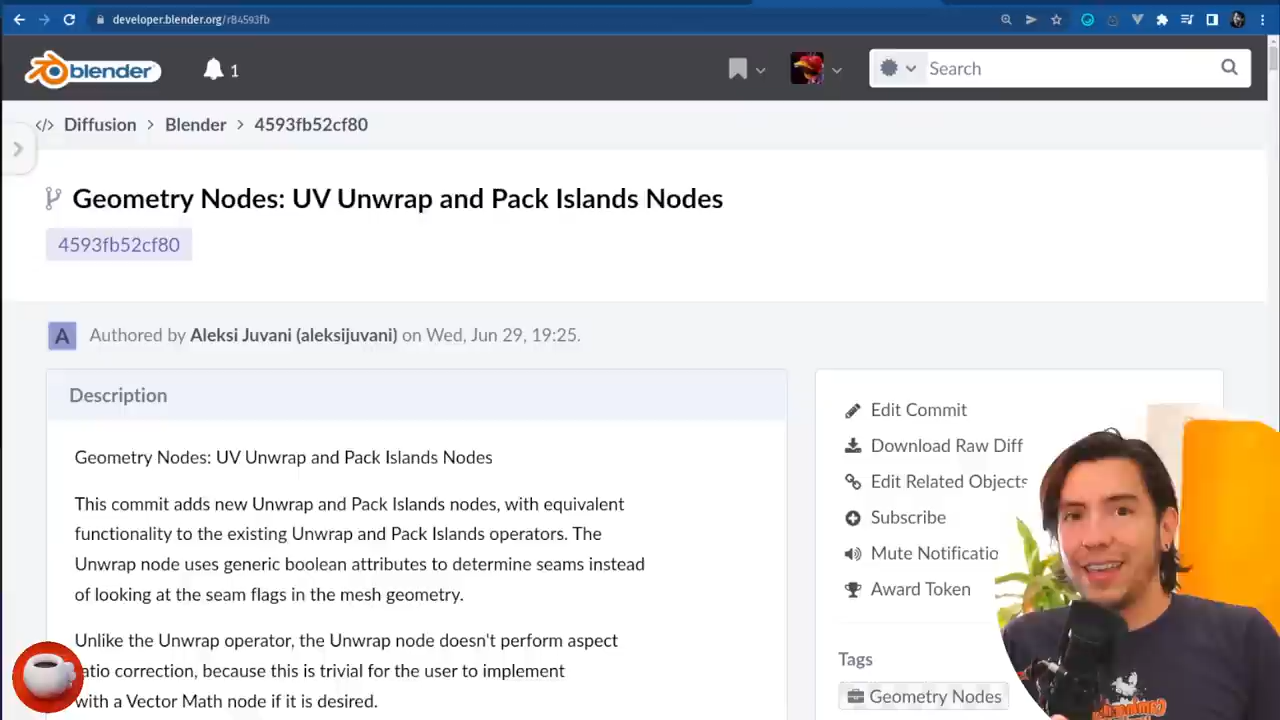 developer.blender.org/rB4593fb
blender
1
Search
Diffusion > Blender > 4593fb52cf80
Geometry Nodes: UV Unwrap and Pack Islands Nodes
4593fb52cf80
A Authored by Aleksi Juvani (aleksijuvani) on Wed, Jun 29, 19:25.
Description
Geometry Nodes: UV Unwrap and Pack Islands Nodes
This commit adds new Unwrap and Pack Islands nodes, with equivalent
functionality to the existing Unwrap and Pack Islands operators. The
Unwrap node uses generic boolean attributes to determine seams instead
of looking at the seam flags in the mesh geometry.
Unlike the Unwrap operator, the Unwrap node doesn't perform aspect
atio correction, because this is trivial for the user to implement
with a Vector Math node if it is desired.
Edit Commit
Download Raw Diff
Edit Related Objects
Subscribe
Mute Notificatio
Award Token
Tags
Geometry Nodes